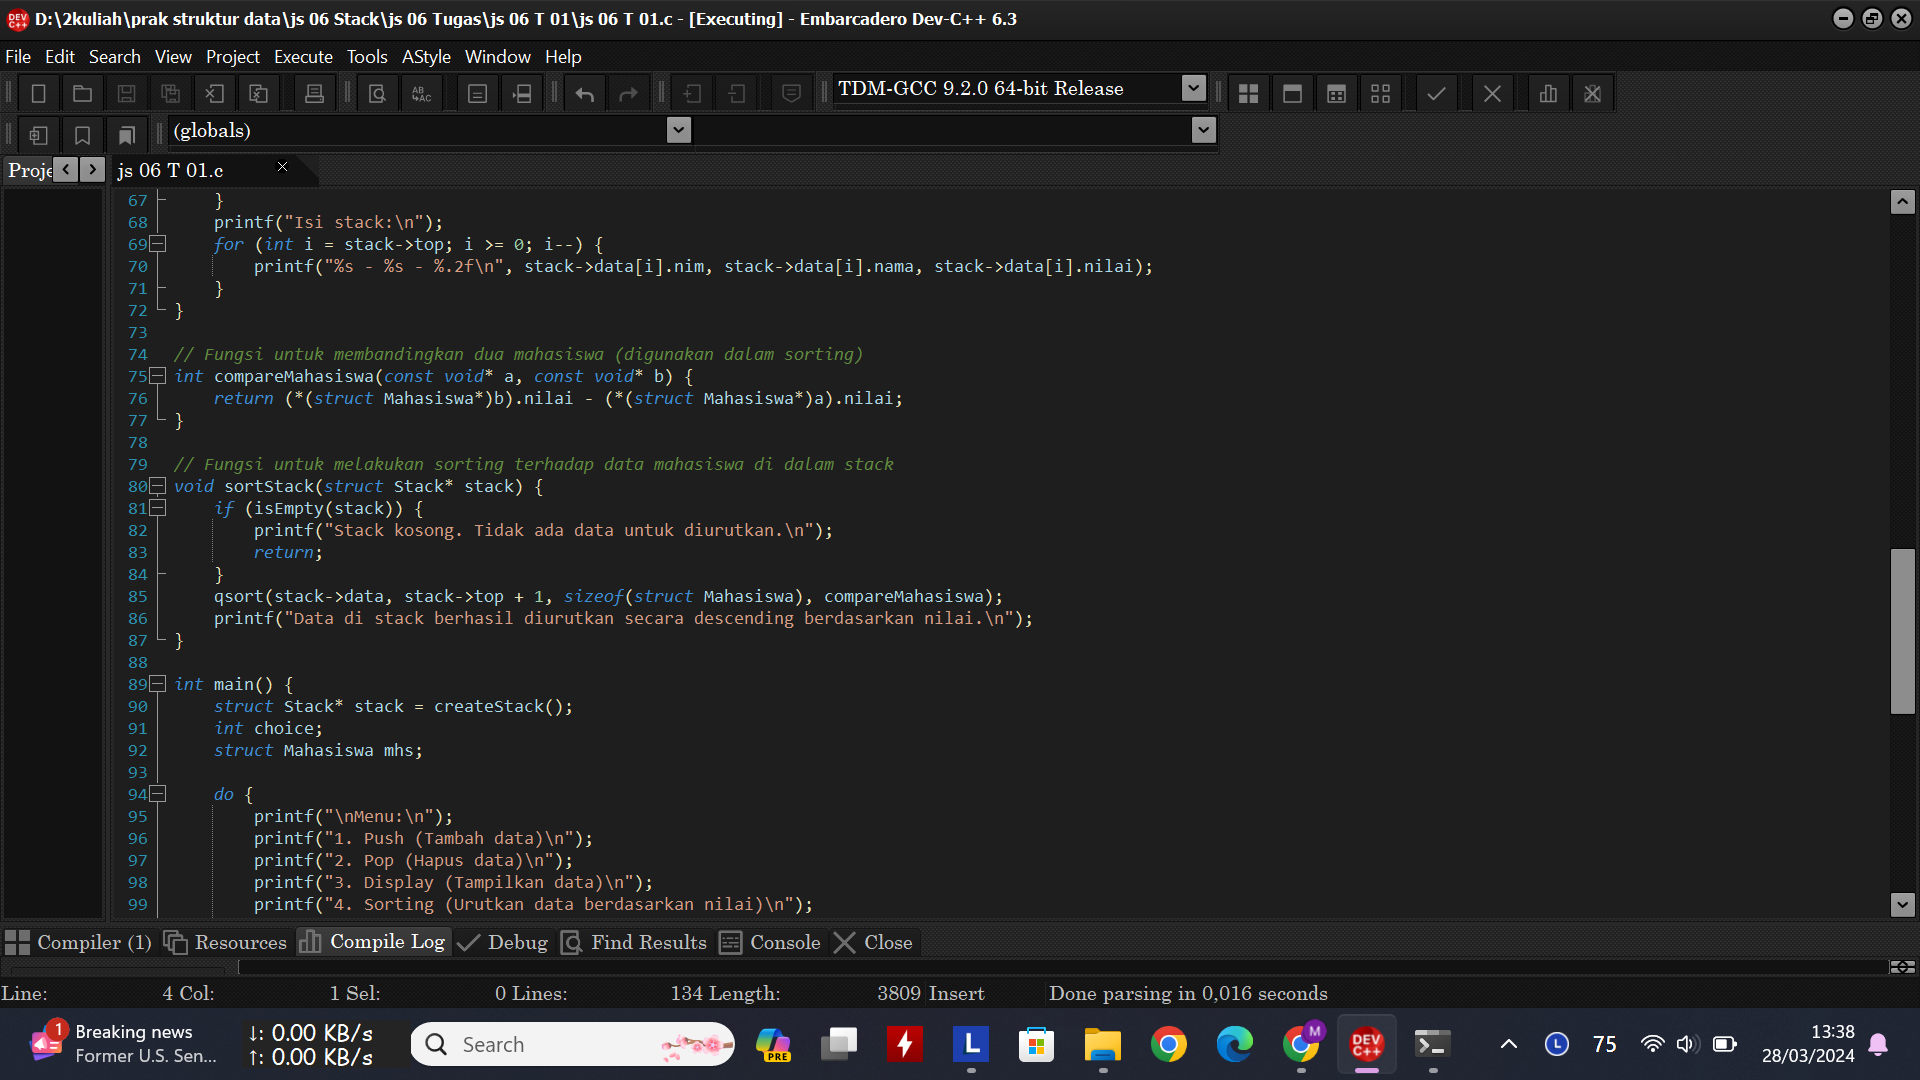 D:\2kuliah\prak struktur data\js 06 Stack\js 06 Tugas\js 06 T 01\js 06 T 01.c - [Executing] - Embarcadero Dev-C++ 6.3
File Edit Search View Project Execute Tools AStyle Window Help
TDM-GCC 9.2.0 64-bit Release
(globals)
Proje
js 06 T 01.c
67 }
68 printf("Isi stack:\n");
69 for (int i = stack->top; i >= 0; i--) {
70 printf("%s - %s - %.2f\n", stack->data[i].nim, stack->data[i].nama, stack->data[i].nilai);
71 }
72 }
73
74 // Fungsi untuk membandingkan dua mahasiswa (digunakan dalam sorting)
75 int compareMahasiswa(const void* a, const void* b) {
76 return (*(struct Mahasiswa*)b).nilai - (*(struct Mahasiswa*)a).nilai;
77 }
78
79 // Fungsi untuk melakukan sorting terhadap data mahasiswa di dalam stack
80 void sortStack(struct Stack* stack) {
81 if (isEmpty(stack)) {
82 printf("Stack kosong. Tidak ada data untuk diurutkan.\n");
83 return;
84 }
85 qsort(stack->data, stack->top + 1, sizeof(struct Mahasiswa), compareMahasiswa);
86 printf("Data di stack berhasil diurutkan secara descending berdasarkan nilai.\n");
87 }
88
89 int main() {
90 struct Stack* stack = createStack();
91 int choice;
92 struct Mahasiswa mhs;
93
94 do {
95 printf("\nMenu:\n");
96 printf("1. Push (Tambah data)\n");
97 printf("2. Pop (Hapus data)\n");
98 printf("3. Display (Tampilkan data)\n");
99 printf("4. Sorting (Urutkan data berdasarkan nilai)\n");
Compiler (1) Resources Compile Log Debug Find Results Console Close
Line: 4 Col: 1 Sel: 0 Lines: 134 Length: 3809 Insert Done parsing in 0,016 seconds
1 Breaking news
Former U.S. Sen...
↓: 0.00 KB/s
↑: 0.00 KB/s
Search
PRE
L
M
DEV C++
L
75
13:38
28/03/2024